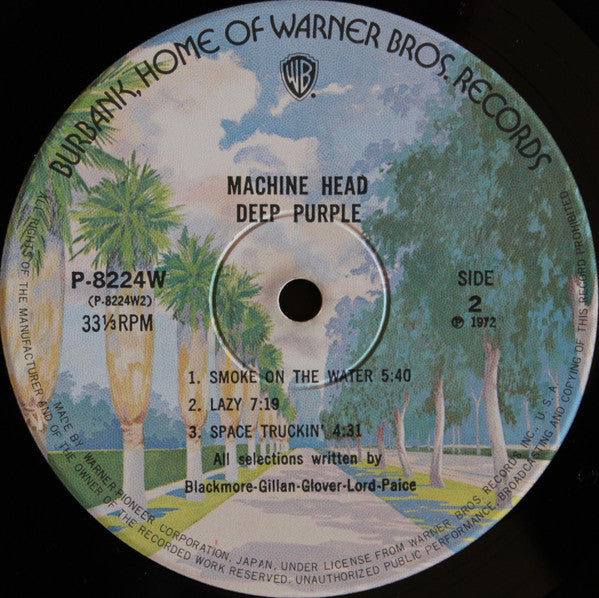 BURBANK, HOME OF WARNER BROS. RECORDS
WB
MACHINE HEAD
DEEP PURPLE
P-8224W
(P-8224W2)
33⅓RPM
SIDE
2
Ⓟ 1972
1. SMOKE ON THE WATER 5:40
2. LAZY 7:19
3. SPACE TRUCKIN' 4:31
All selections written by
Blackmore-Gillan-Glover-Lord-Paice
MADE BY WARNER-PIONEER CORPORATION, JAPAN, UNDER LICENSE FROM WARNER BROS RECORDS INC., U.S.A.
ALL RIGHTS OF THE MANUFACTURER AND OF THE OWNER OF THE RECORDED WORK RESERVED. UNAUTHORIZED PUBLIC PERFORMANCE, BROADCASTING AND COPYING OF THIS RECORD PROHIBITED